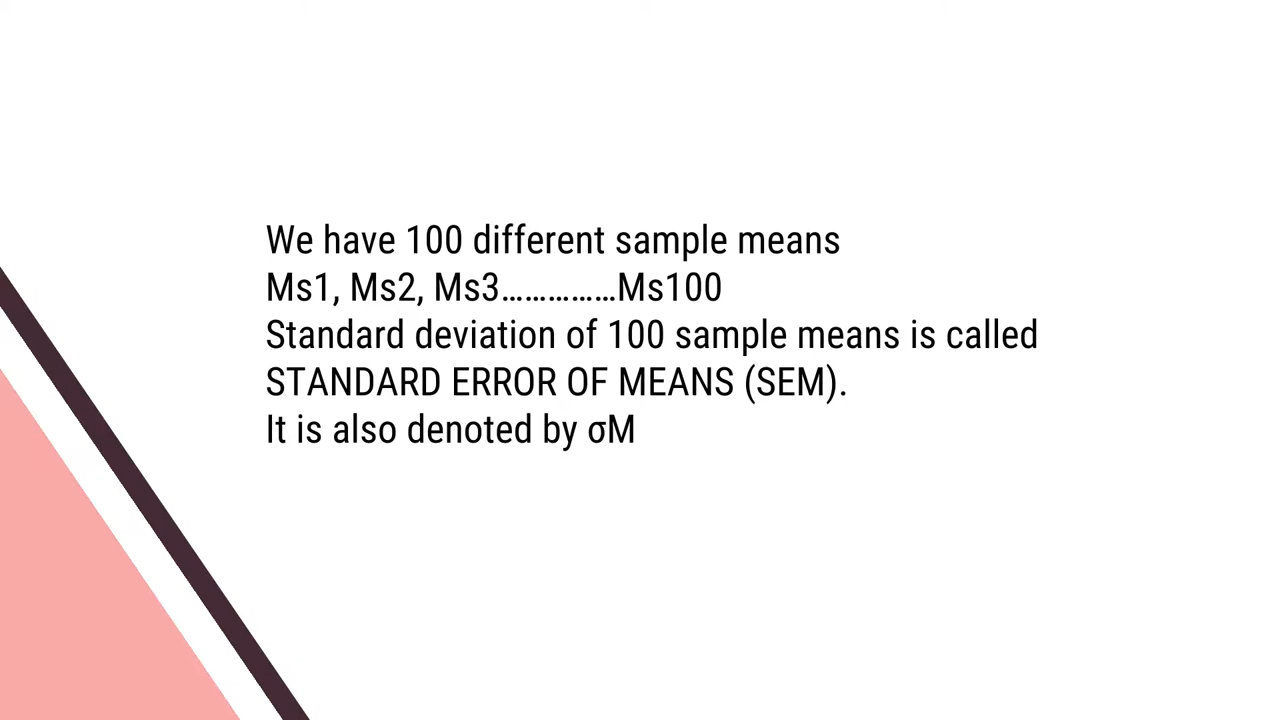 We have 100 different sample means
Ms1, Ms2, Ms3……………Ms100
Standard deviation of 100 sample means is called
STANDARD ERROR OF MEANS (SEM).
It is also denoted by σM